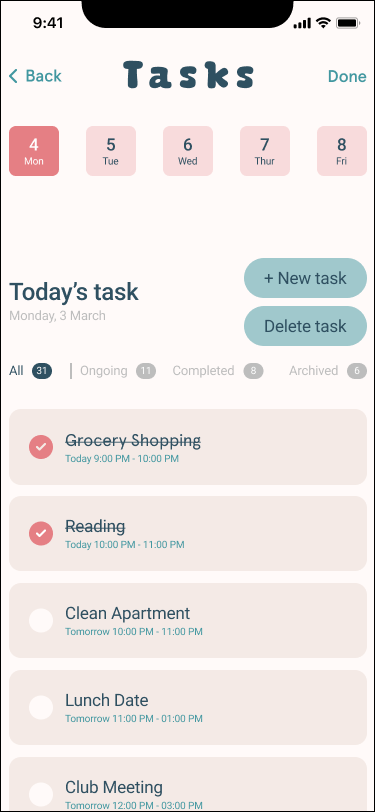 9:41
Back
Tasks
Done
4
Mon
5
Tue
6
Wed
7
Thur
8
Fri
Today's task
Monday, 3 March
+ New task
Delete task
All 31
Ongoing 11
Completed 8
Archived 6
Grocery Shopping
Today 9:00 PM - 10:00 PM
Reading
Today 10:00 PM - 11:00 PM
Clean Apartment
Tomorrow 10:00 PM - 11:00 PM
Lunch Date
Tomorrow 11:00 PM - 01:00 PM
Club Meeting
Tomorrow 12:00 PM - 03:00 PM